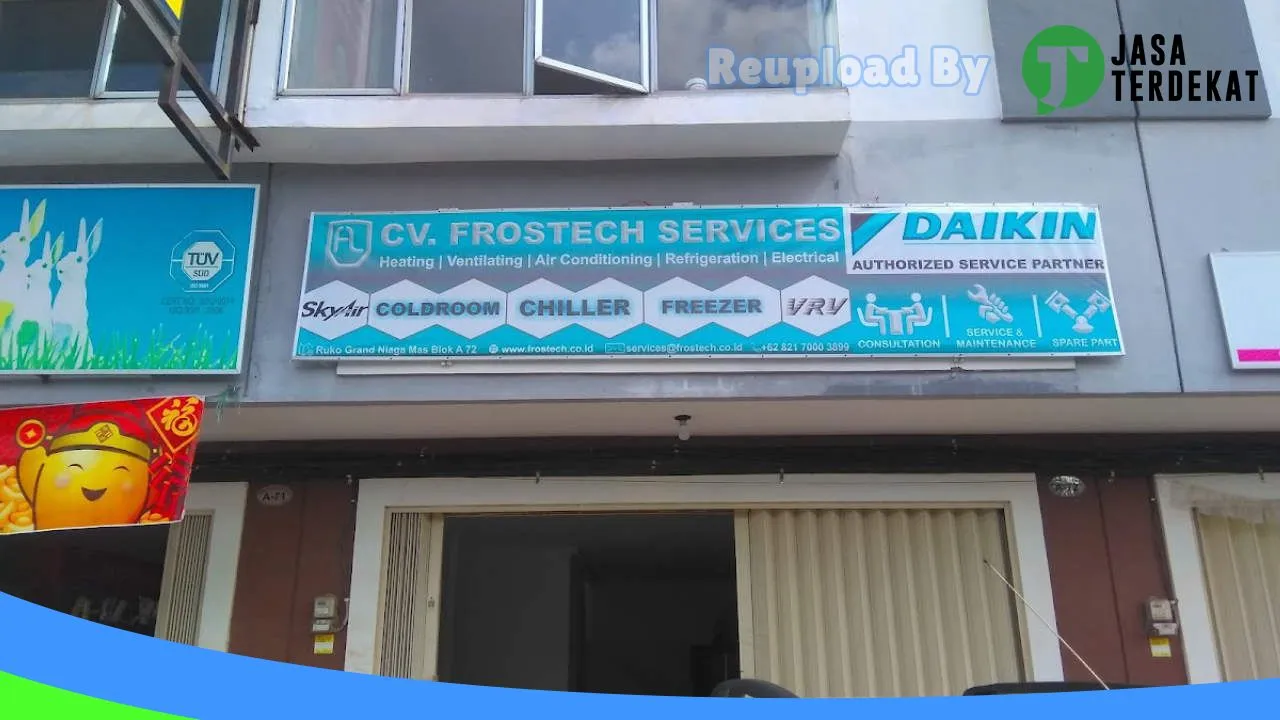 Reupload By
JASA
TERDEKAT
CV. FROSTECH SERVICES
Heating | Ventilating | Air Conditioning | Refrigeration | Electrical
SkyAir
COLDROOM
CHILLER
FREEZER
VRV
Ruko Grand Niaga Mas Blok A 72
www.frostech.co.id
services@frostech.co.id
+62 821 7000 3899
DAIKIN
AUTHORIZED SERVICE PARTNER
CONSULTATION
SERVICE &
MAINTENANCE
SPARE PART
TÜV
SÜD
福
A-71